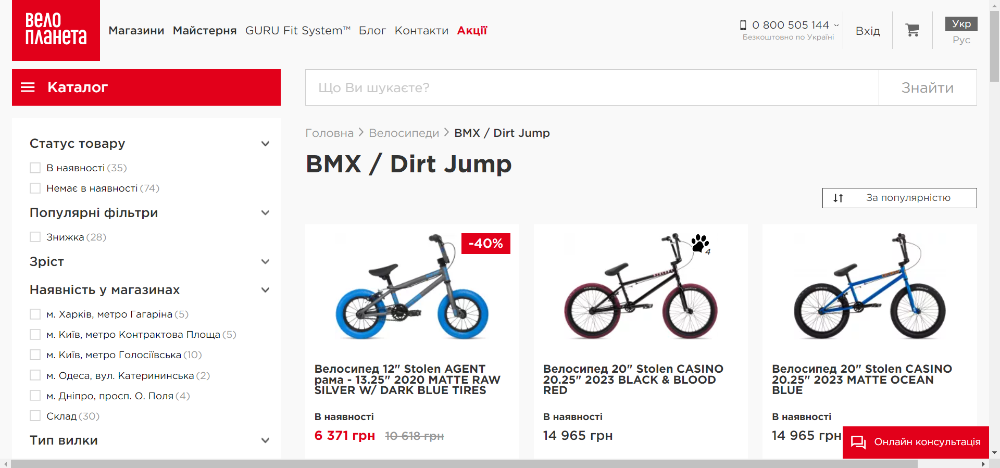 вело
планета
Магазини Майстерня GURU Fit System™ Блог Контакти Акції
0 800 505 144
Безкоштовно по Україні
Вхід
Укр
Рус
Каталог
Що Ви шукаєте?
Знайти
Статус товару
В наявності (35)
Немає в наявності (74)
Популярні фільтри
Знижка (28)
Зріст
Наявність у магазинах
м. Харків, метро Гагаріна (5)
м. Київ, метро Контрактова Площа (5)
м. Київ, метро Голосіївська (10)
м. Одеса, вул. Катерининська (2)
м. Дніпро, просп. О. Поля (4)
Склад (30)
Тип вилки
Головна > Велосипеди > BMX / Dirt Jump
BMX / Dirt Jump
За популярністю
-40%
Велосипед 12" Stolen AGENT
рама - 13.25" 2020 MATTE RAW
SILVER W/ DARK BLUE TIRES
В наявності
6 371 грн 10 618 грн
4
Велосипед 20" Stolen CASINO
20.25" 2023 BLACK & BLOOD
RED
В наявності
14 965 грн
Велосипед 20" Stolen CASINO
20.25" 2023 MATTE OCEAN
BLUE
В наявності
14 965 грн
Онлайн консультація